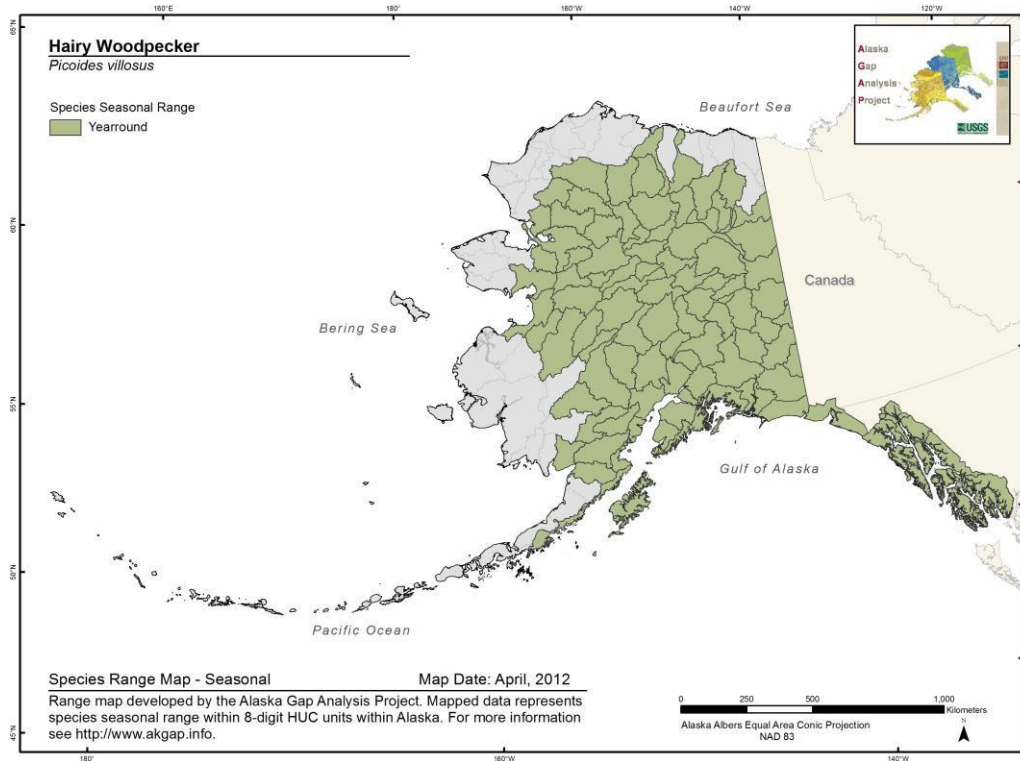 160°E
180°
160°W
140°W
120°W
65°N
60°N
55°N
50°N
45°N
Hairy Woodpecker
Picoides villosus
Species Seasonal Range
Yearround
Alaska
Gap
Analysis
Project
USGS
Beaufort Sea
Canada
Bering Sea
Gulf of Alaska
Pacific Ocean
Species Range Map - Seasonal Map Date: April, 2012
Range map developed by the Alaska Gap Analysis Project. Mapped data represents
species seasonal range within 8-digit HUC units within Alaska. For more information
see http://www.akgap.info.
0 250 500 1,000
Kilometers
Alaska Albers Equal Area Conic Projection
NAD 83
N
180°
160°W
140°W